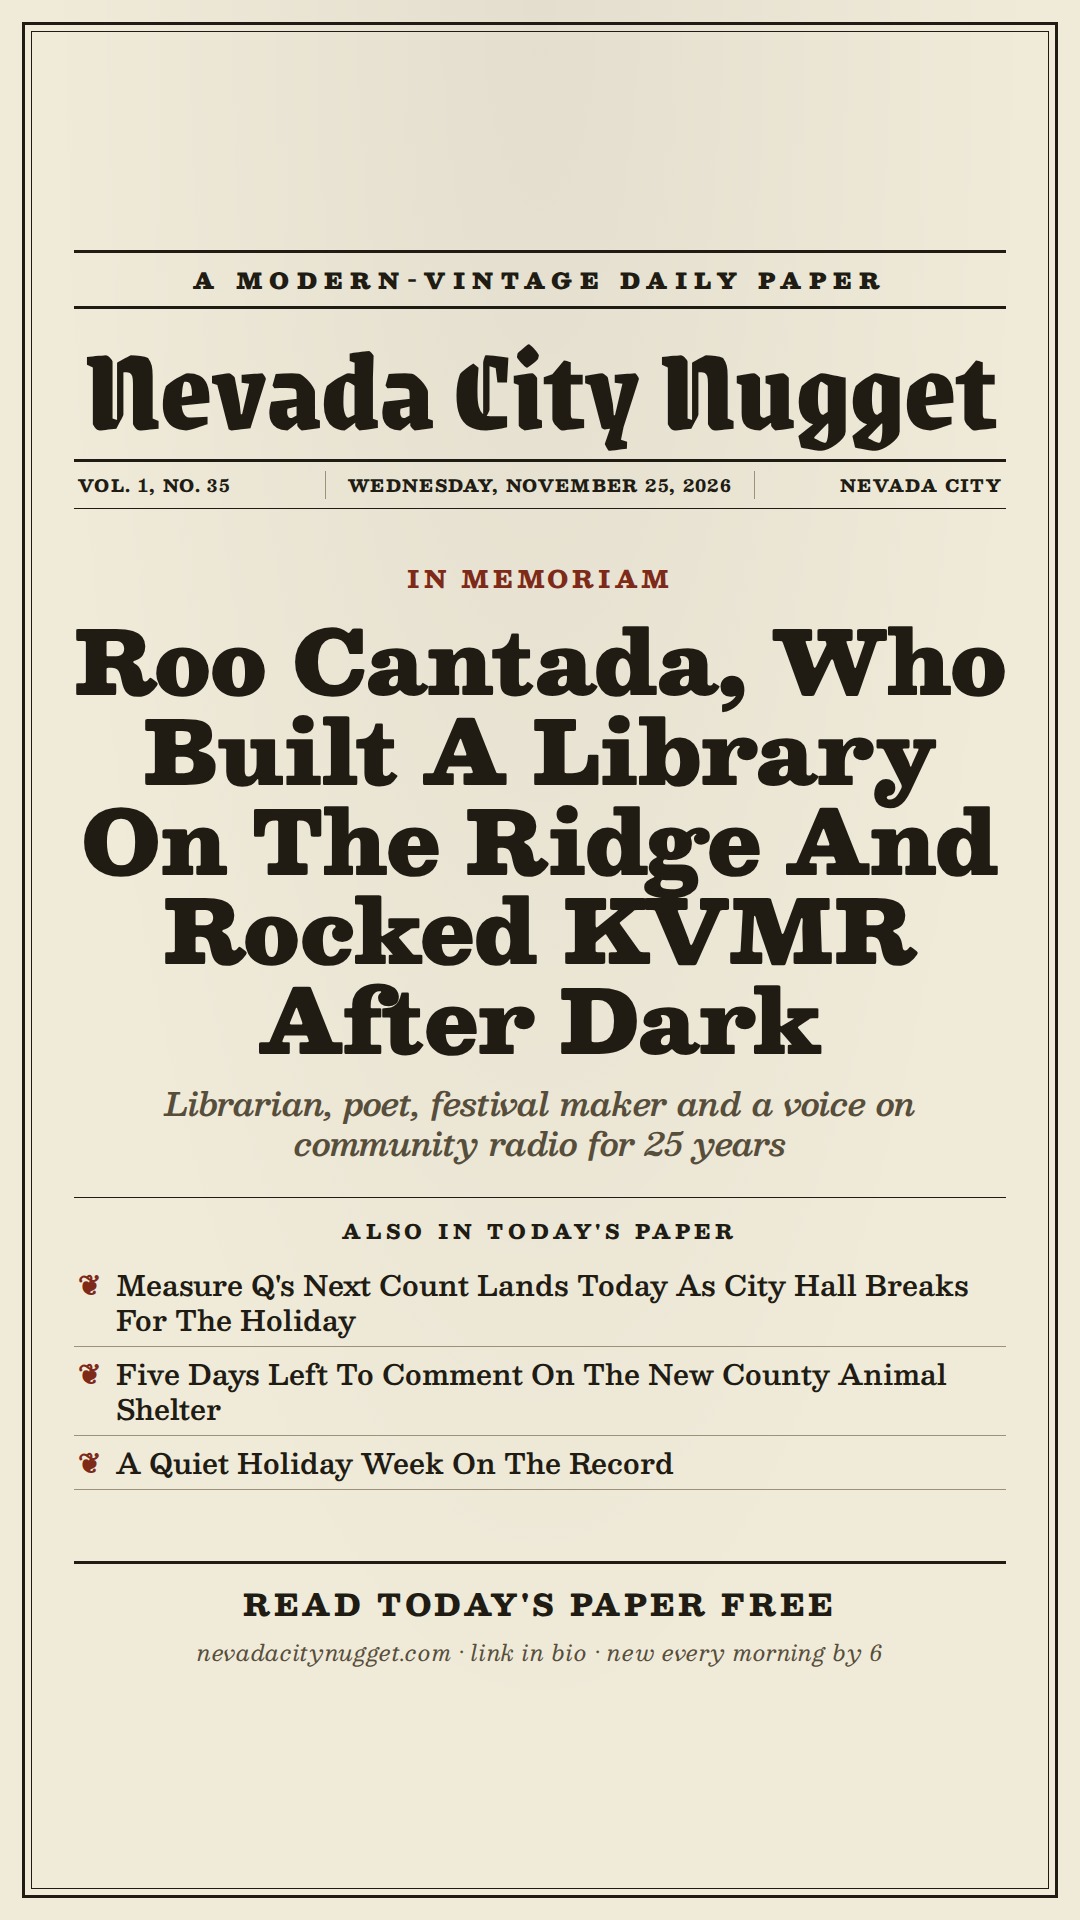 A MODERN-VINTAGE DAILY PAPER
Nevada City Nugget
VOL. 1, NO. 35
WEDNESDAY, NOVEMBER 25, 2026
NEVADA CITY
IN MEMORIAM
Roo Cantada, Who
Built A Library
On The Ridge And
Rocked KVMR
After Dark
Librarian, poet, festival maker and a voice on
community radio for 25 years
ALSO IN TODAY'S PAPER
❦ Measure Q's Next Count Lands Today As City Hall Breaks
For The Holiday
❦ Five Days Left To Comment On The New County Animal
Shelter
❦ A Quiet Holiday Week On The Record
READ TODAY'S PAPER FREE
nevadacitynugget.com · link in bio · new every morning by 6